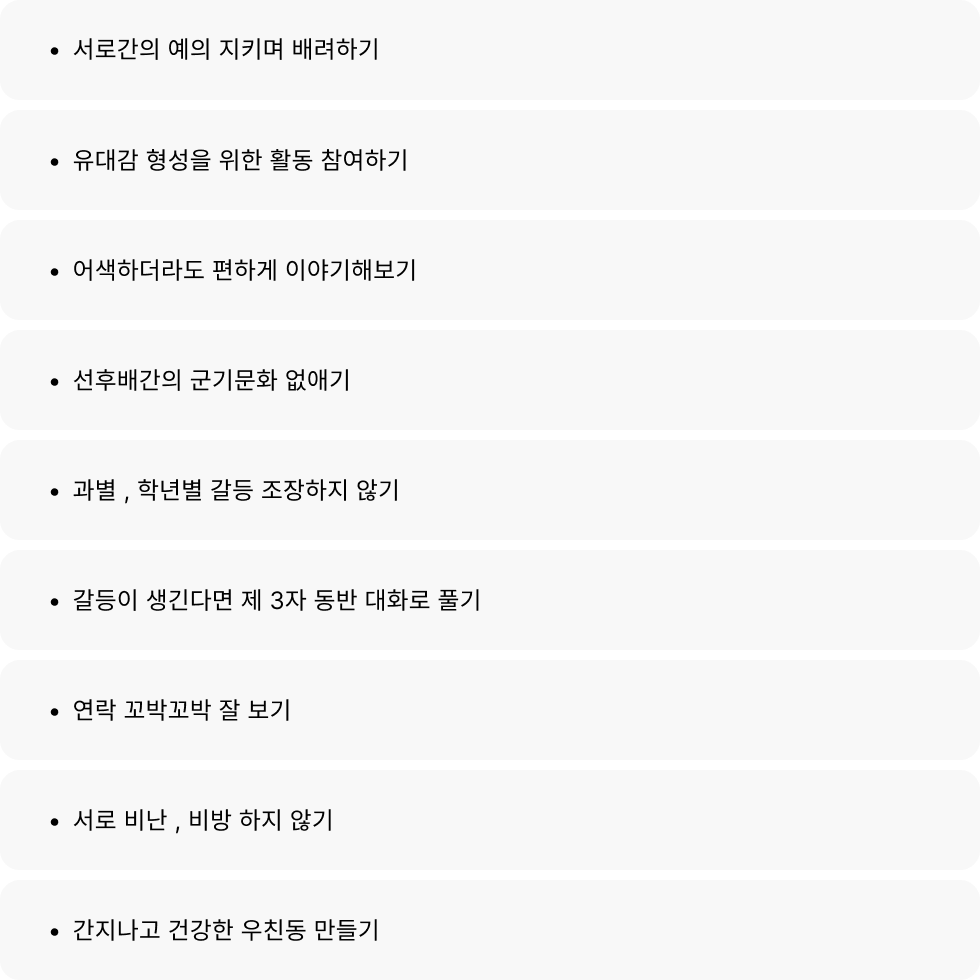 • 서로간의 예의 지키며 배려하기
• 유대감 형성을 위한 활동 참여하기
• 어색하더라도 편하게 이야기해보기
• 선후배간의 군기문화 없애기
• 과별 , 학년별 갈등 조장하지 않기
• 갈등이 생긴다면 제 3자 동반 대화로 풀기
• 연락 꼬박꼬박 잘 보기
• 서로 비난 , 비방 하지 않기
• 간지나고 건강한 우친동 만들기